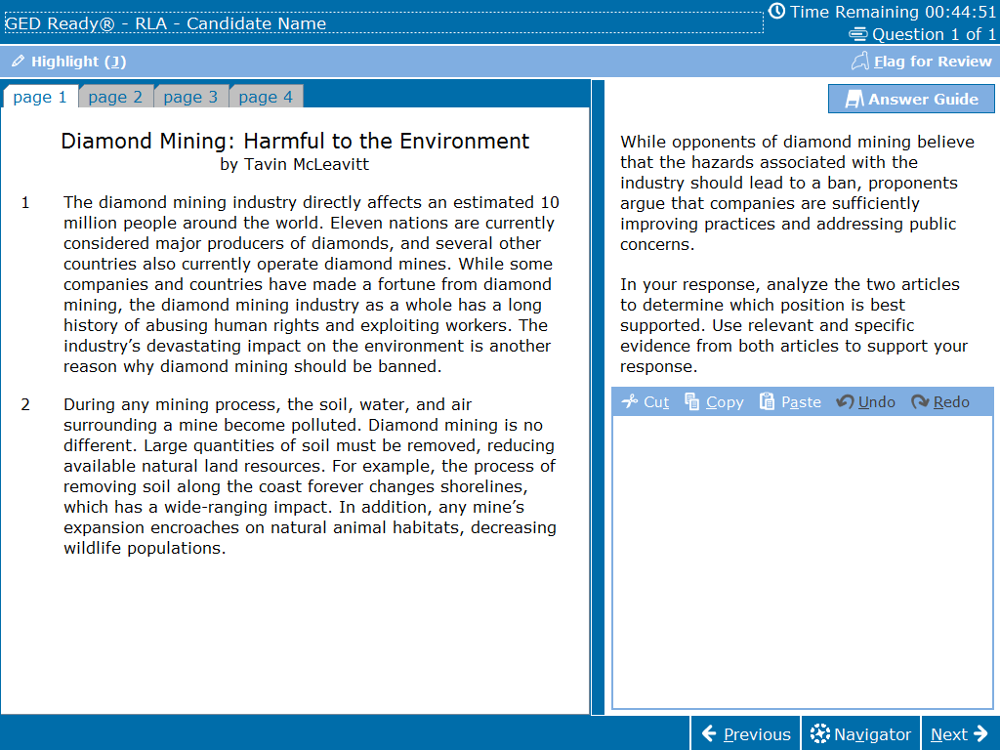 GED Ready® - RLA - Candidate Name
Time Remaining 00:44:51
Question 1 of 1
Highlight (J)
Flag for Review
page 1
page 2
page 3
page 4
Answer Guide
Diamond Mining: Harmful to the Environment
by Tavin McLeavitt
1 The diamond mining industry directly affects an estimated 10
million people around the world. Eleven nations are currently
considered major producers of diamonds, and several other
countries also currently operate diamond mines. While some
companies and countries have made a fortune from diamond
mining, the diamond mining industry as a whole has a long
history of abusing human rights and exploiting workers. The
industry’s devastating impact on the environment is another
reason why diamond mining should be banned.
2 During any mining process, the soil, water, and air
surrounding a mine become polluted. Diamond mining is no
different. Large quantities of soil must be removed, reducing
available natural land resources. For example, the process of
removing soil along the coast forever changes shorelines,
which has a wide-ranging impact. In addition, any mine’s
expansion encroaches on natural animal habitats, decreasing
wildlife populations.
While opponents of diamond mining believe
that the hazards associated with the
industry should lead to a ban, proponents
argue that companies are sufficiently
improving practices and addressing public
concerns.
In your response, analyze the two articles
to determine which position is best
supported. Use relevant and specific
evidence from both articles to support your
response.
Cut
Copy
Paste
Undo
Redo
Previous
Navigator
Next